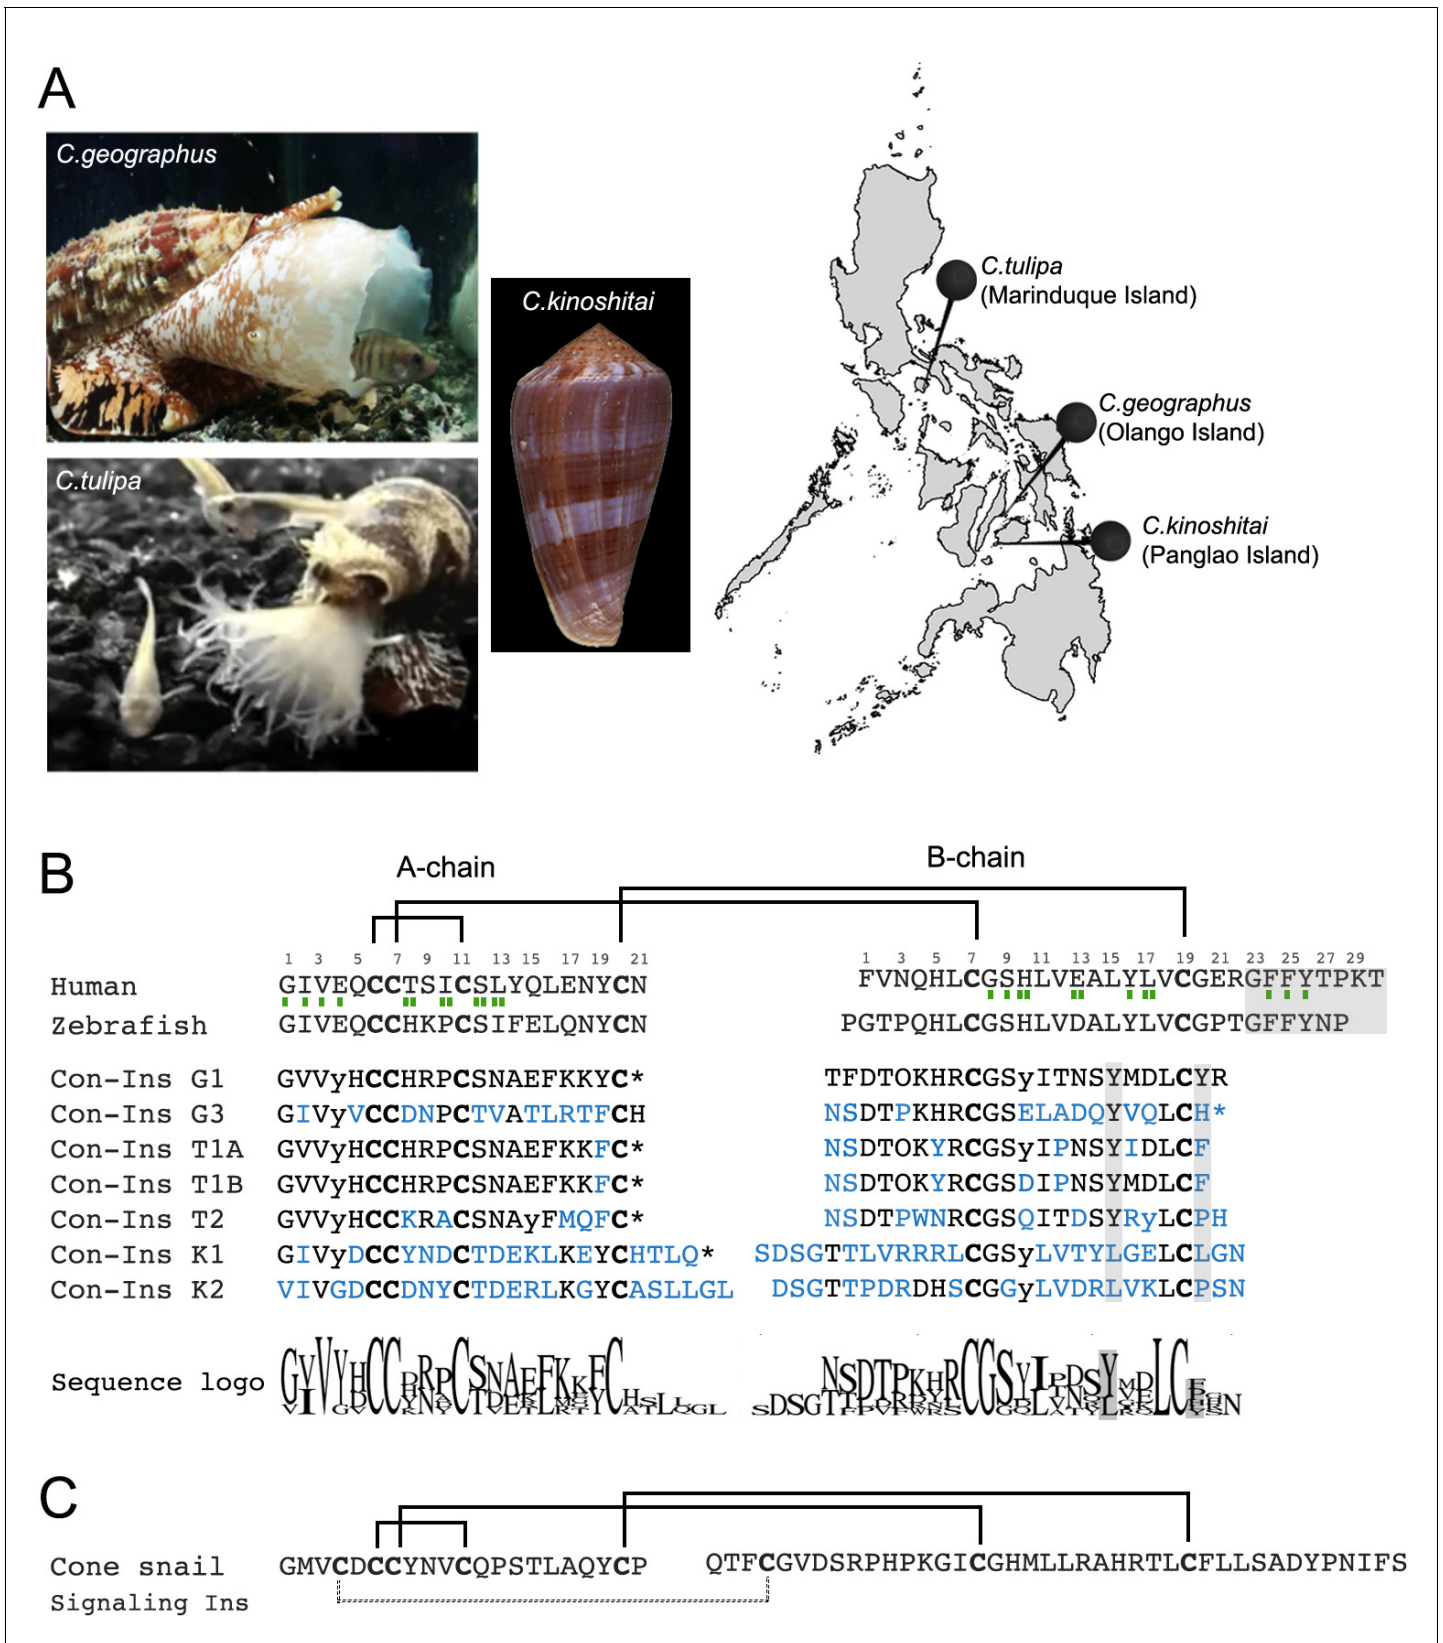 A
C.geographus
C.tulipa
C.kinoshitai
C.tulipa
(Marinduque Island)
C.geographus
(Olango Island)
C.kinoshitai
(Panglao Island)
B
A-chain B-chain
1 3 5 7 9 11 13 15 17 19 21 1 3 5 7 9 11 13 15 17 19 21 23 25 27 29
Human GIVEQCCTSICSLYQLENYCN FVNQHLCGSHLVEALYLVCGERGFFYTPKT
Zebrafish GIVEQCCHKPCSIFELQNYCN PGTPQHLCGSHLVDALYLVCGPTGFFYNP
Con-Ins G1 GVVyHCCHRPCSNAEFKKYC* TFDTOKHRCGSyITNSYMDLCYR
Con-Ins G3 GIVyVCCDNPCTVATLRTFCH NSDTPKHRCGSELADQYVQLCH*
Con-Ins T1A GVVyHCCHRPCSNAEFKKFC* NSDTOKYRCGSyIPNSYIDLCF
Con-Ins T1B GVVyHCCHRPCSNAEFKKFC* NSDTOKYRCGSDIPNSYMDLCF
Con-Ins T2 GVVyHCCKRACSNAyFMQFC* NSDTPWNRCGSQITDSYRyLCPH
Con-Ins K1 GIVyDCCYNDCTDEKLKEYCHTLQ* SDSGTTLVRRRLCGSyLVTYLGELCLGN
Con-Ins K2 VIVGDCCDNYCTDERLKGYCASLLGL DSGTTPDRDHSCGGyLVDRLVKLCPSN
Sequence logo
C
Cone snail GMVCDCCYNVCQPSTLAQYCP QTFCGVDSRPHPKGICGHMLLRAHRTLCFLLSADYPNIFS
Signaling Ins